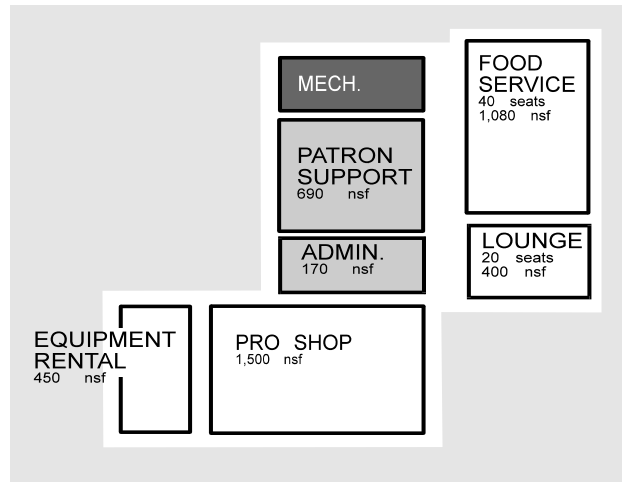 MECH.
FOOD
SERVICE
40 seats
1,080 nsf
PATRON
SUPPORT
690 nsf
ADMIN.
170 nsf
LOUNGE
20 seats
400 nsf
EQUIPMENT
RENTAL
450 nsf
PRO SHOP
1,500 nsf